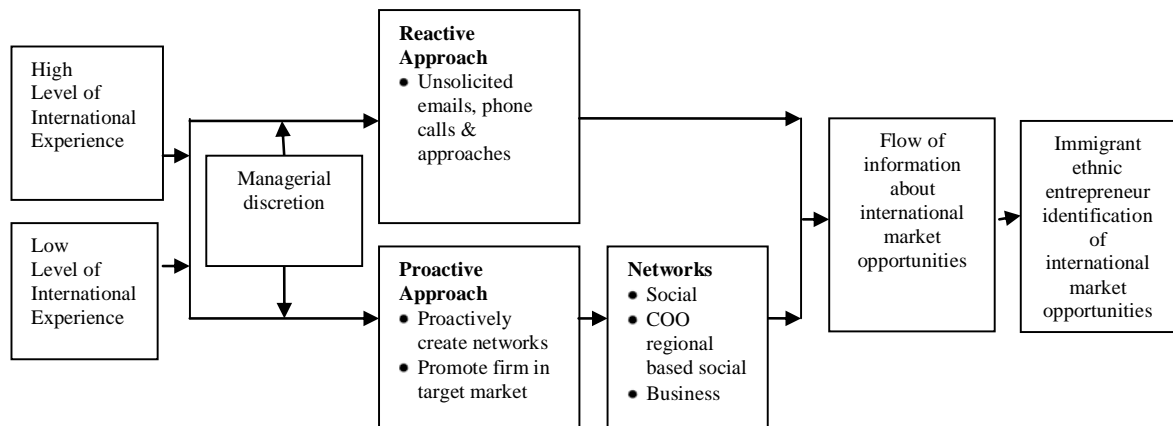 High
Level of
International
Experience
Low
Level of
International
Experience
Managerial
discretion
Reactive
Approach
● Unsolicited
emails, phone
calls &
approaches
Proactive
Approach
● Proactively
create networks
● Promote firm in
target market
Networks
● Social
● COO
regional
based social
● Business
Flow of
information
about
international
market
opportunities
Immigrant
ethnic
entrepreneur
identification
of
international
market
opportunities